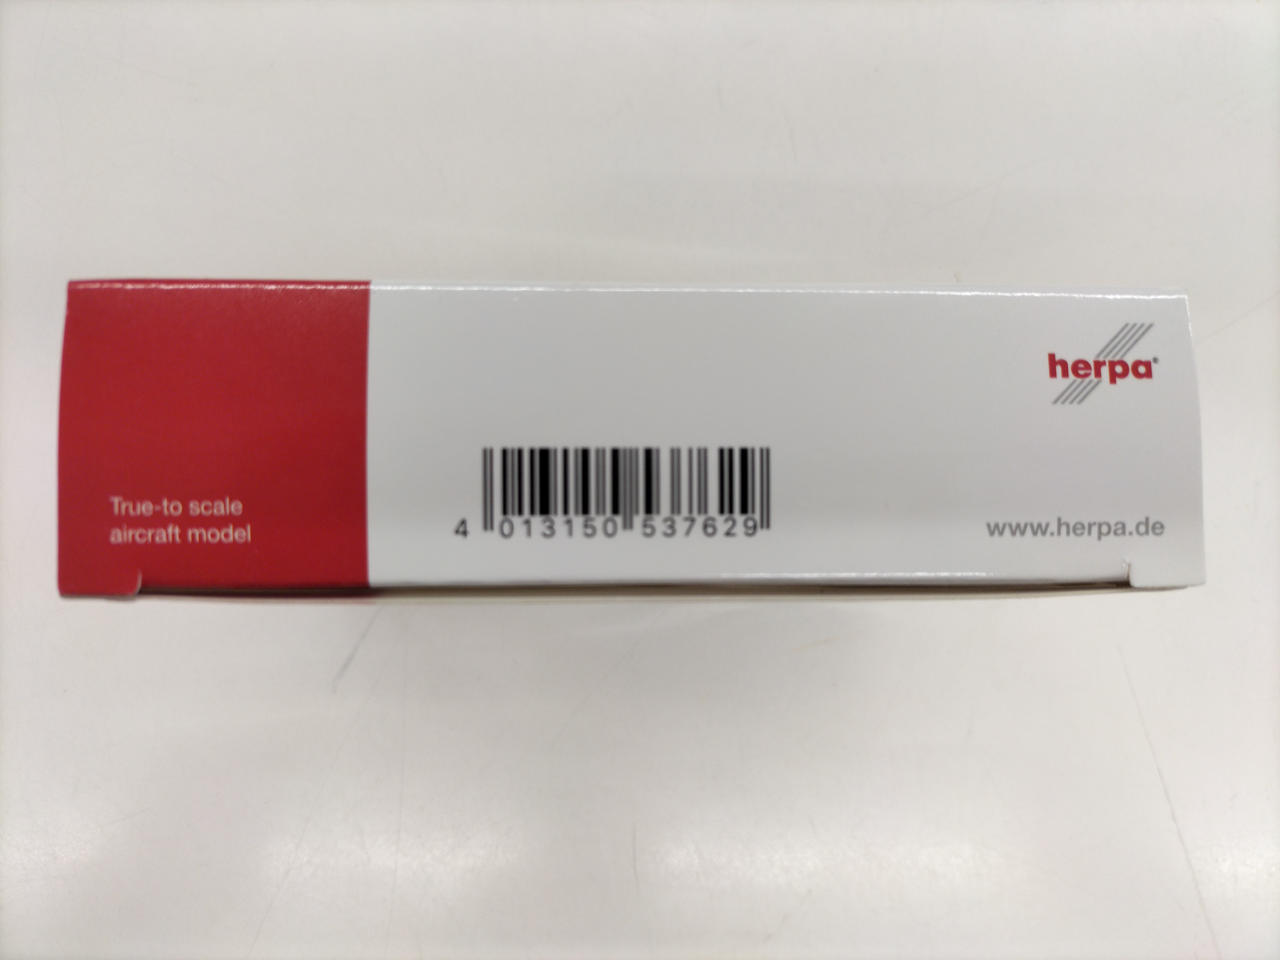 herpa®
4 013150 537629
True-to scale
aircraft model
www.herpa.de